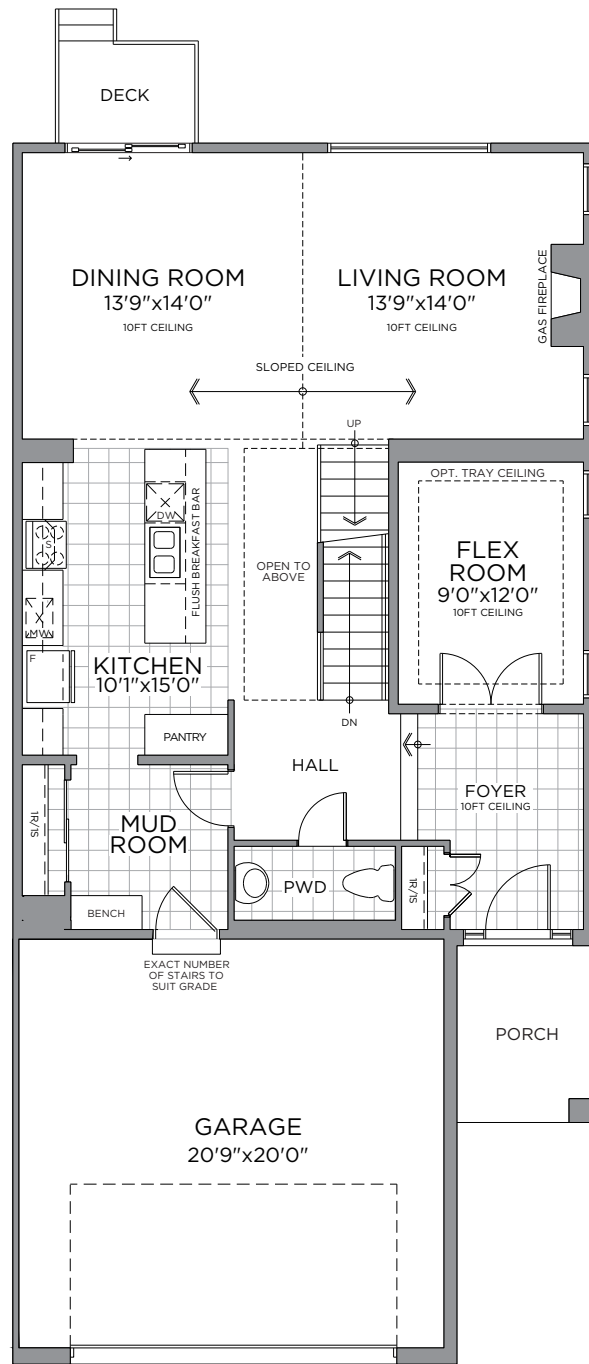 DECK
DINING ROOM
13'9"x14'0"
10FT CEILING
LIVING ROOM
13'9"x14'0"
10FT CEILING
GAS FIREPLACE
SLOPED CEILING
UP
OPT. TRAY CEILING
DW
FLUSH BREAKFAST BAR
S
OPEN TO
ABOVE
FLEX
ROOM
9'0"x12'0"
10FT CEILING
MW
F
KITCHEN
10'1"x15'0"
PANTRY
DN
HALL
FOYER
10FT CEILING
1R/1S
MUD
ROOM
PWD
1R/1S
BENCH
EXACT NUMBER
OF STAIRS TO
SUIT GRADE
PORCH
GARAGE
20'9"x20'0"